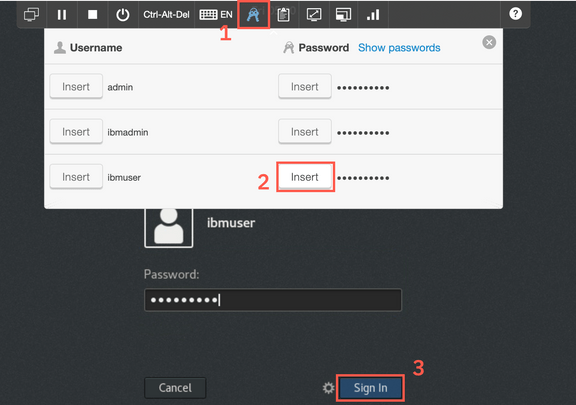 Ctrl-Alt-Del EN ?
1
Username Password Show passwords
Insert admin Insert ••••••••••
Insert ibmadmin Insert ••••••••••
Insert ibmuser 2 Insert ••••••••••
ibmuser
Password:
•••••••••
3
Cancel Sign In